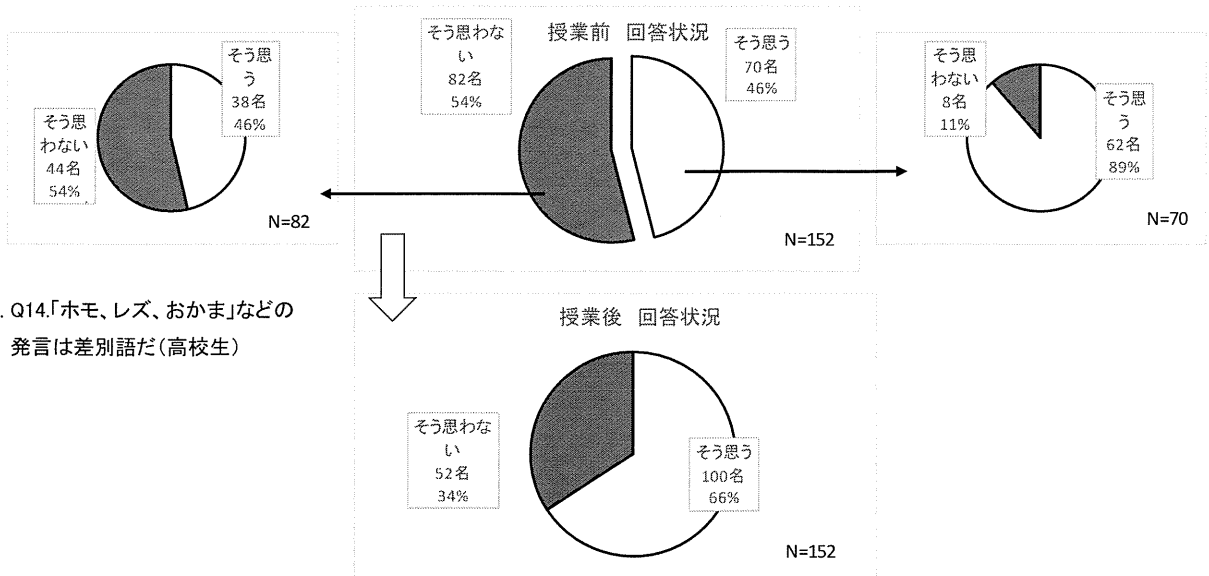 そう思
う
38名
46%
そう思
わない
44名
54%
N=82
授業前 回答状況
そう思わな
い
82名
54%
そう思う
70名
46%
N=152
そう思
わない
8名
11%
そう思
う
62名
89%
N=70
. Q14.「ホモ、レズ、おかま」などの
発言は差別語だ(高校生)
授業後 回答状況
そう思わな
い
52名
34%
そう思う
100名
66%
N=152